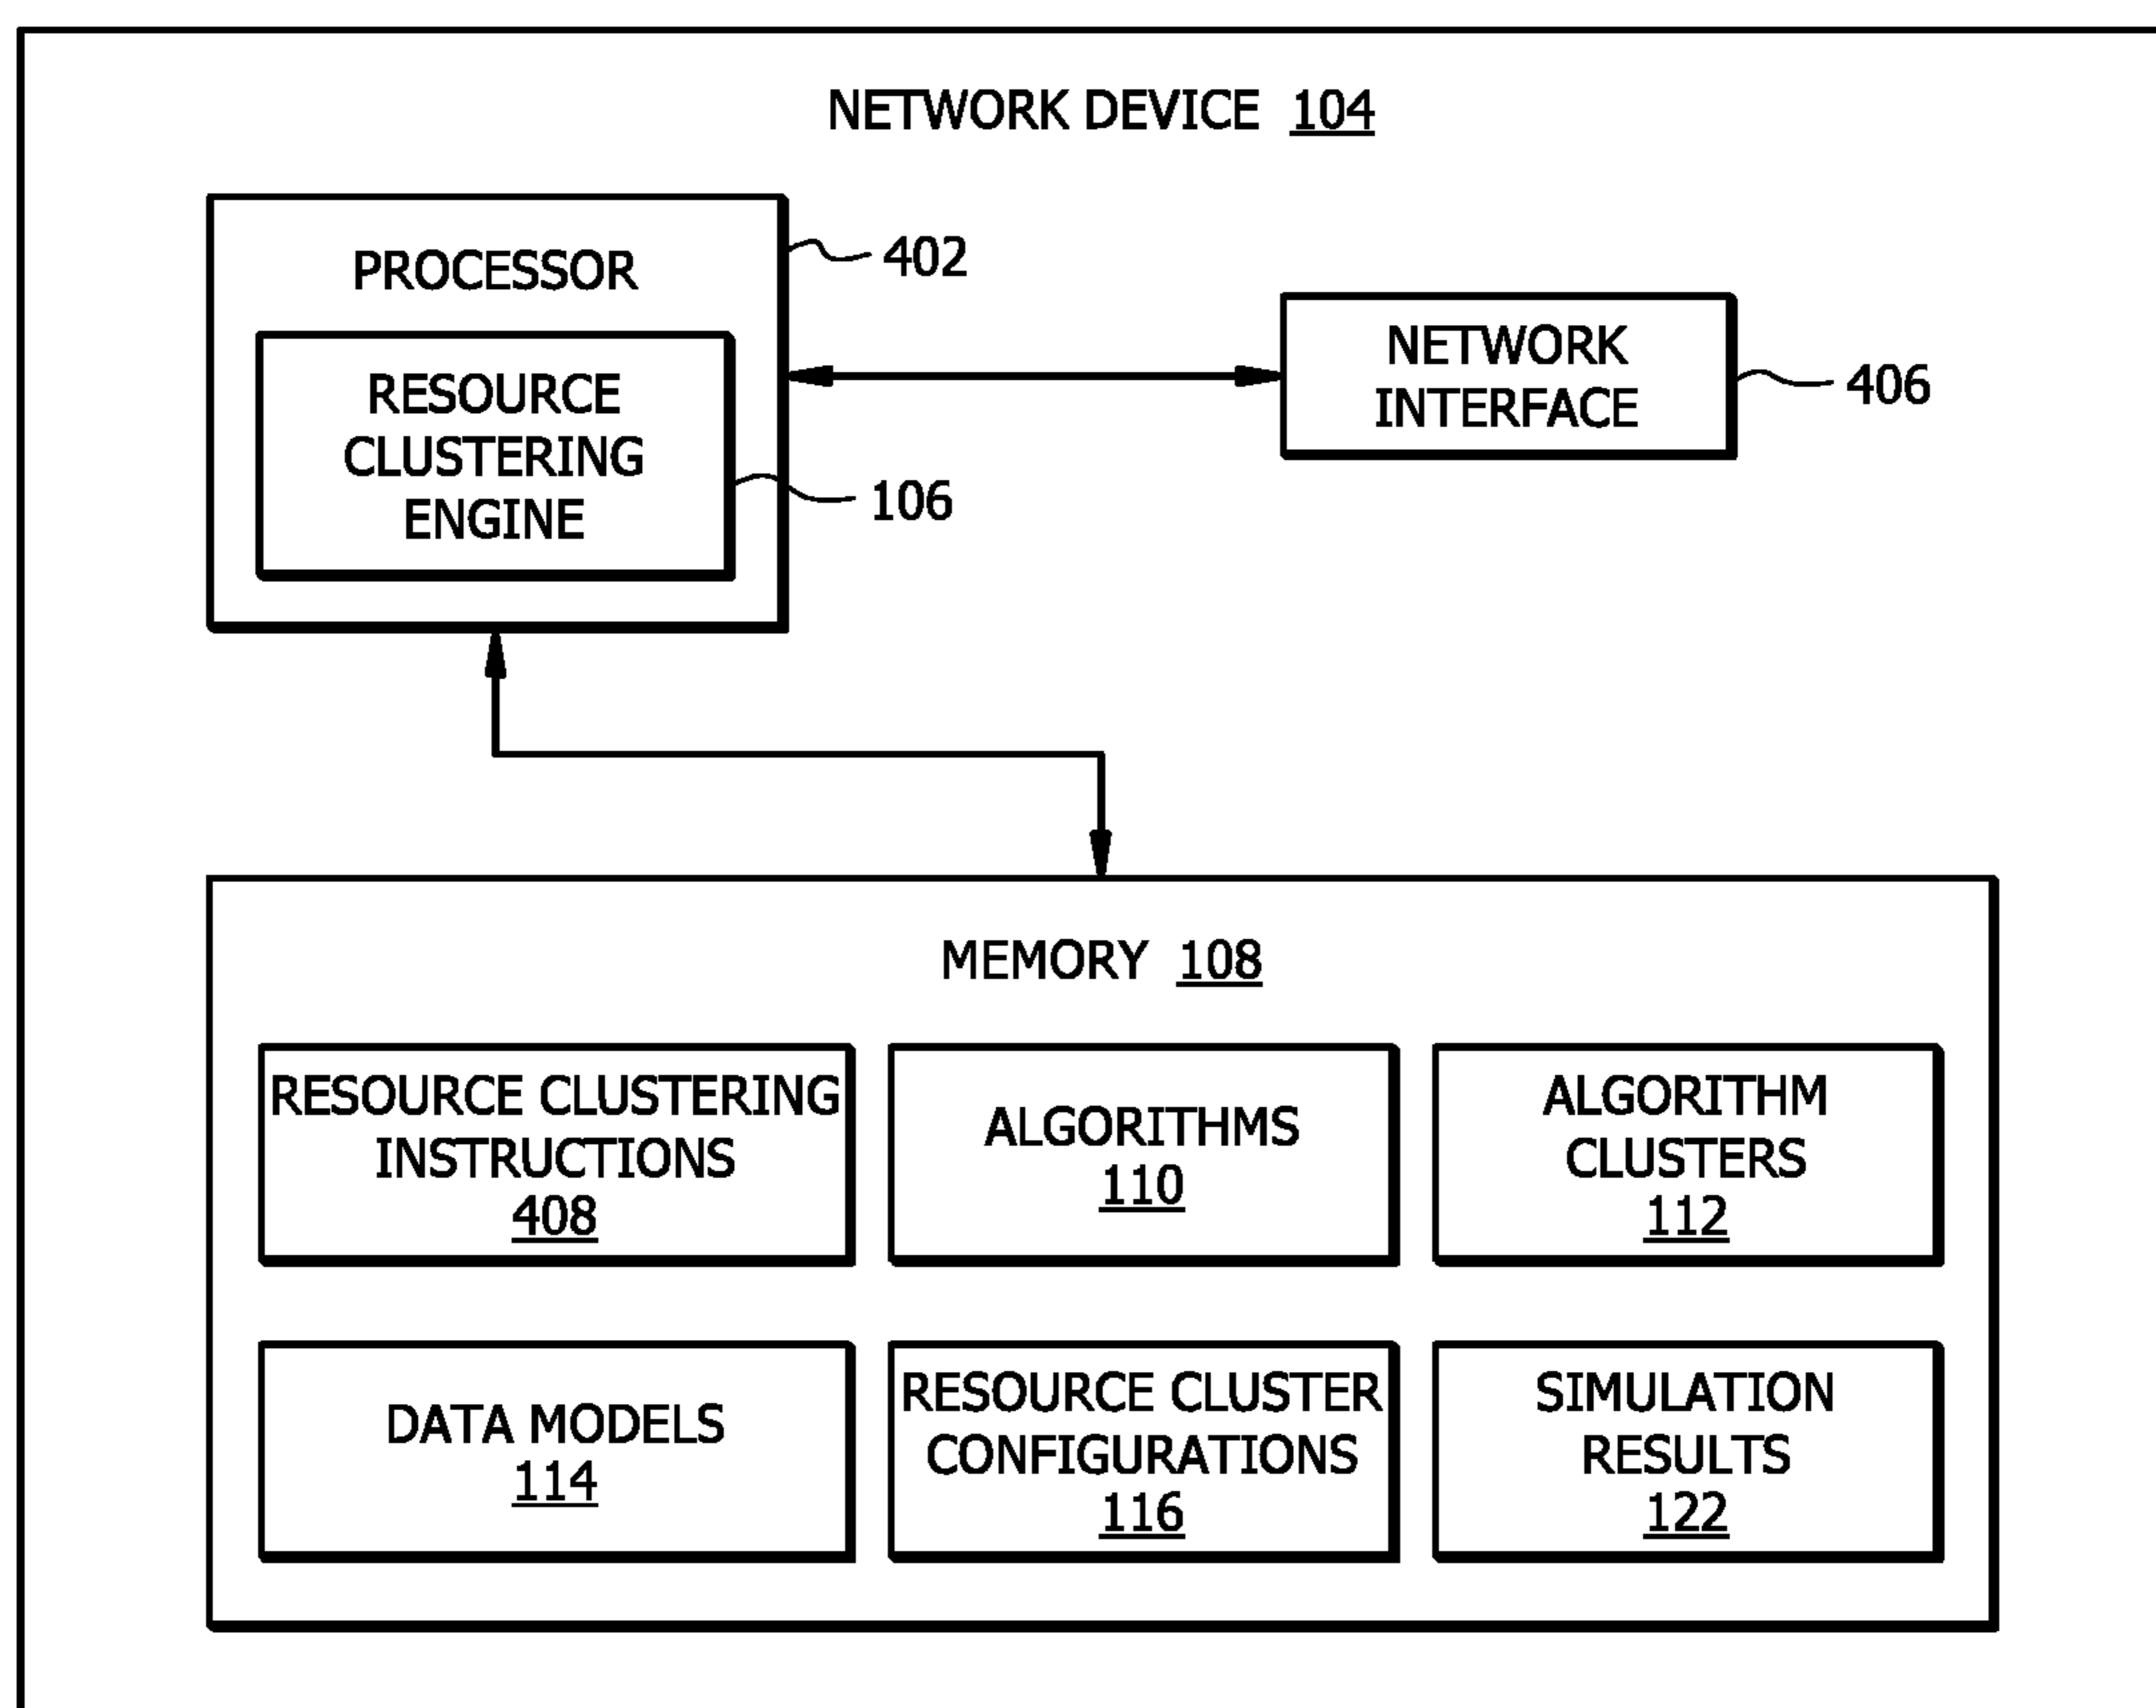 NETWORK DEVICE 104
PROCESSOR
402
RESOURCE
CLUSTERING
ENGINE
106
NETWORK
INTERFACE
406
MEMORY 108
RESOURCE CLUSTERING
INSTRUCTIONS
408
ALGORITHMS
110
ALGORITHM
CLUSTERS
112
DATA MODELS
114
RESOURCE CLUSTER
CONFIGURATIONS
116
SIMULATION
RESULTS
122